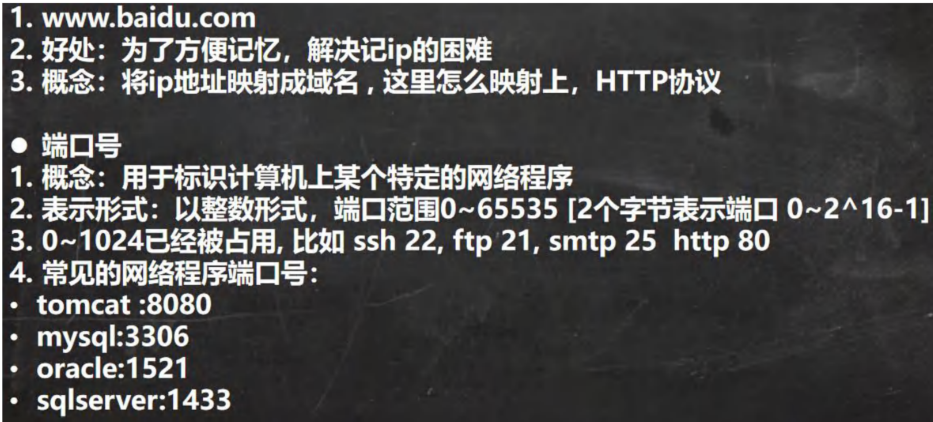 1. www.baidu.com
2. 好处：为了方便记忆，解决记ip的困难
3. 概念：将ip地址映射成域名 , 这里怎么映射上，HTTP协议
● 端口号
1. 概念：用于标识计算机上某个特定的网络程序
2. 表示形式：以整数形式，端口范围0~65535 [2个字节表示端口 0~2^16-1]
3. 0~1024已经被占用, 比如 ssh 22, ftp 21, smtp 25  http 80
4. 常见的网络程序端口号：
• tomcat :8080
• mysql:3306
• oracle:1521
• sqlserver:1433